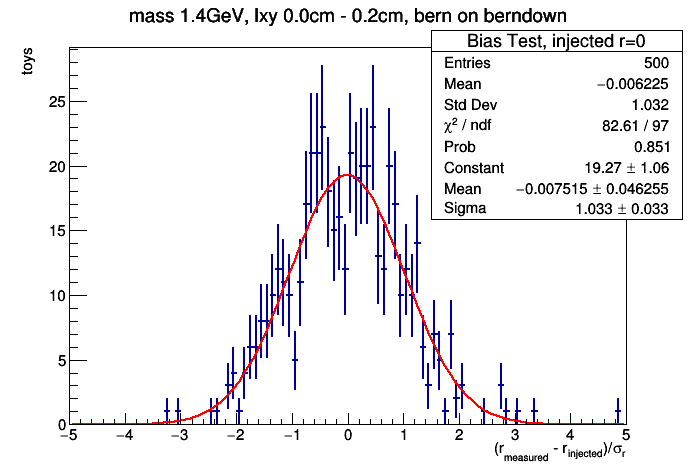 mass 1.4GeV, lxy 0.0cm - 0.2cm, bern on berndown
Bias Test, injected r=0
Entries 500
Mean −0.006225
Std Dev 1.032
χ² / ndf 82.61 / 97
Prob 0.851
Constant 19.27 ± 1.06
Mean −0.007515 ± 0.046255
Sigma 1.033 ± 0.033
toys
25
20
15
10
5
0
−5 −4 −3 −2 −1 0 1 2 3 4 5
(r_measured - r_injected)/σ_r